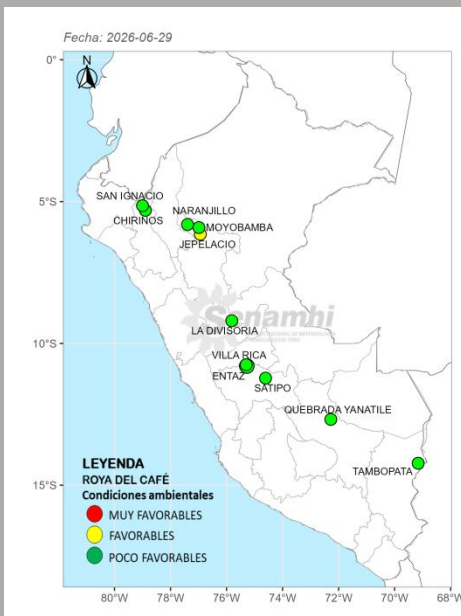 Fecha: 2026-06-29
N
0°
5°S
10°S
15°S
SAN IGNACIO
CHIRINOS
NARANJILLO
MOYOBAMBA
JEPELACIO
Senamhi
LA DIVISORIA
VILLA RICA
ENTAZ
SATIPO
QUEBRADA YANATILE
TAMBOPATA
LEYENDA
ROYA DEL CAFÉ
Condiciones ambientales
MUY FAVORABLES
FAVORABLES
POCO FAVORABLES
80°W
78°W
76°W
74°W
72°W
70°W
68°W